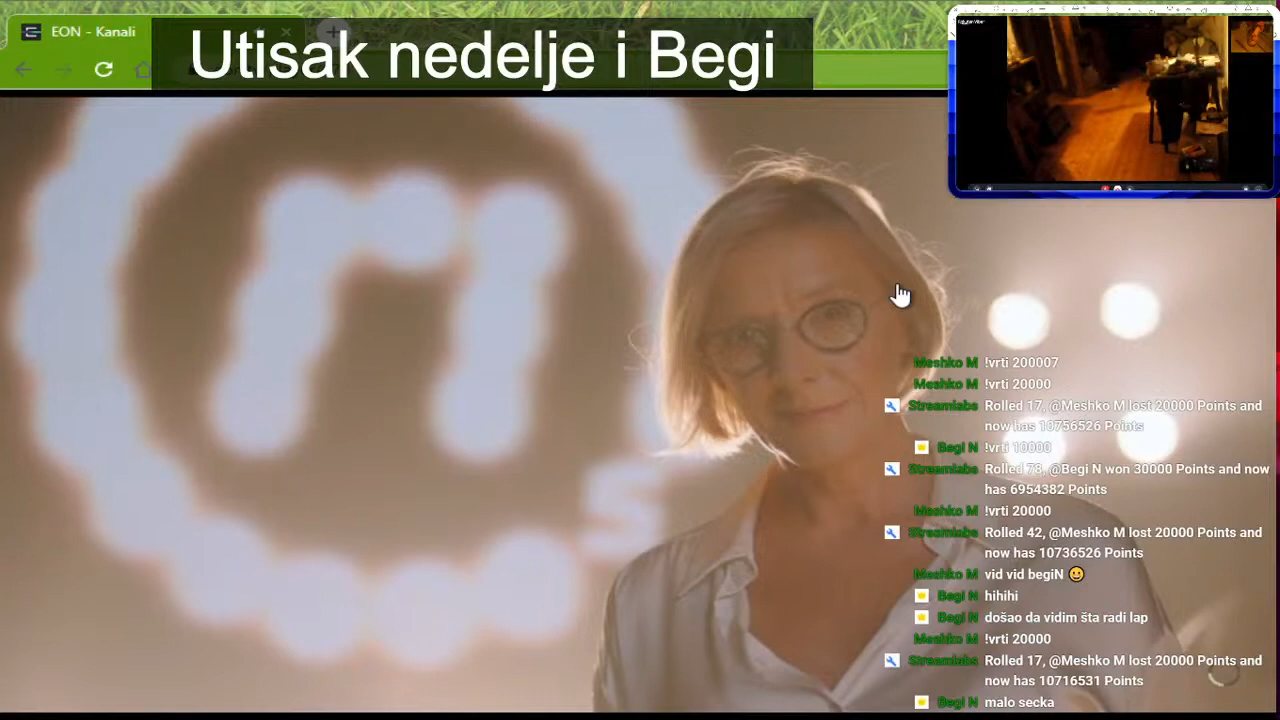 EON - Kanali
Utisak nedelje i Begi
Meshko M !vrti 200007
Meshko M !vrti 20000
Streamlabs Rolled 17, @Meshko M lost 20000 Points and
now has 10756526 Points
Begi N !vrti 10000
Streamlabs Rolled 78, @Begi N won 30000 Points and now
has 6954382 Points
Meshko M !vrti 20000
Streamlabs Rolled 42, @Meshko M lost 20000 Points and
now has 10736526 Points
Meshko M vid vid begiN 😀
Begi N hihihi
Begi N došao da vidim šta radi lap
Meshko M !vrti 20000
Streamlabs Rolled 17, @Meshko M lost 20000 Points and
now has 10716531 Points
Begi N malo secka
n
s